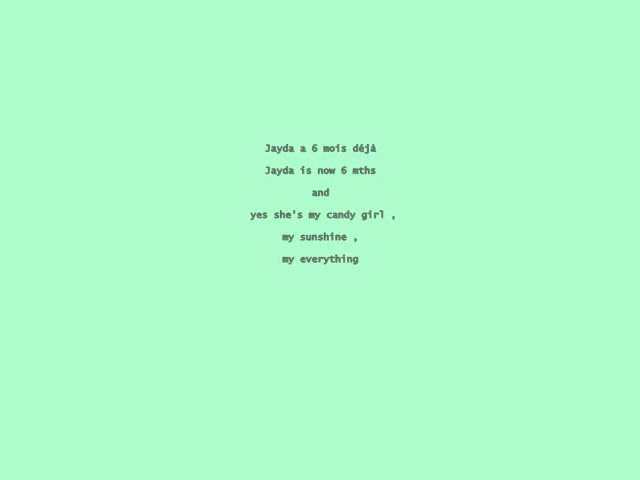 Jayda a 6 mois déjà
Jayda is now 6 mths
and
yes she's my candy girl ,
my sunshine ,
my everything